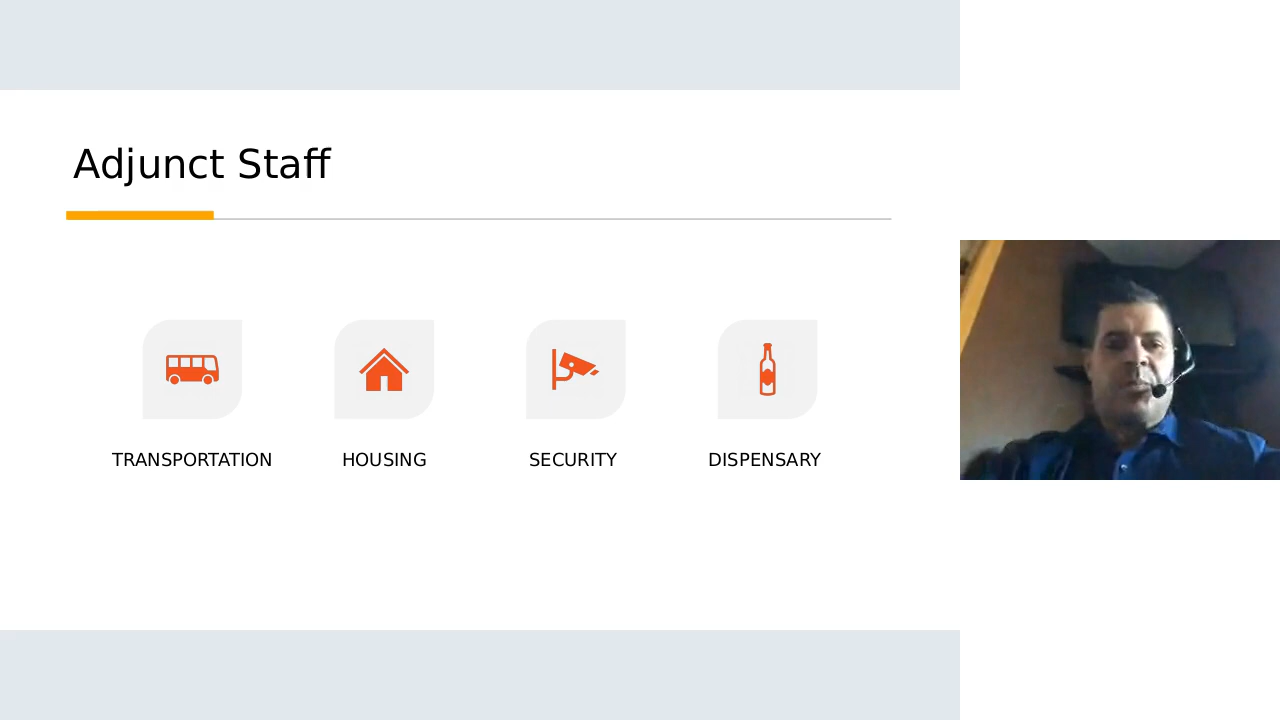 Adjunct Staff
TRANSPORTATION
HOUSING
SECURITY
DISPENSARY